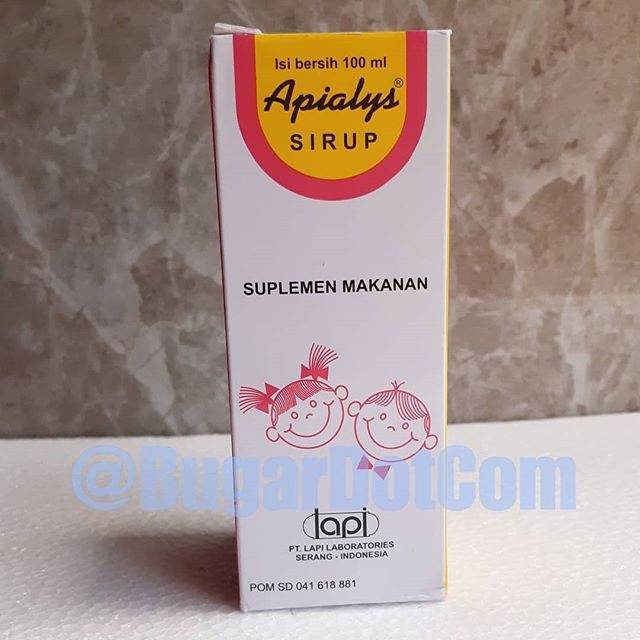 Isi bersih 100 ml
Apialys®
SIRUP
SUPLEMEN MAKANAN
@BugarDotCom
lapi
PT. LAPI LABORATORIES
SERANG - INDONESIA
POM SD 041 618 881